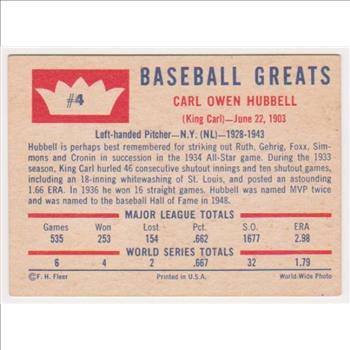 #4
BASEBALL GREATS
CARL OWEN HUBBELL
(King Carl)—June 22, 1903
Left-handed Pitcher—N.Y. (NL)—1928-1943
Hubbell is perhaps best remembered for striking out Ruth, Gehrig, Foxx, Sim-
mons and Cronin in succession in the 1934 All-Star game. During the 1933
season, King Carl hurled 46 consecutive shutout innings and ten shutout games,
including an 18-inning, 1-0 masterpiece against St. Louis, and posted an astounding
1.66 ERA. In 1936 he won 16 straight games. Hubbell was named MVP twice
and was named to the baseball Hall of Fame in 1948.
MAJOR LEAGUE TOTALS
Games Won Lost Pct. S.O. ERA
535 253 154 .662 1677 2.98
WORLD SERIES TOTALS
6 4 2 .667 32 1.79
©F. H. Fleer Printed in U.S.A. World-Wide Photo